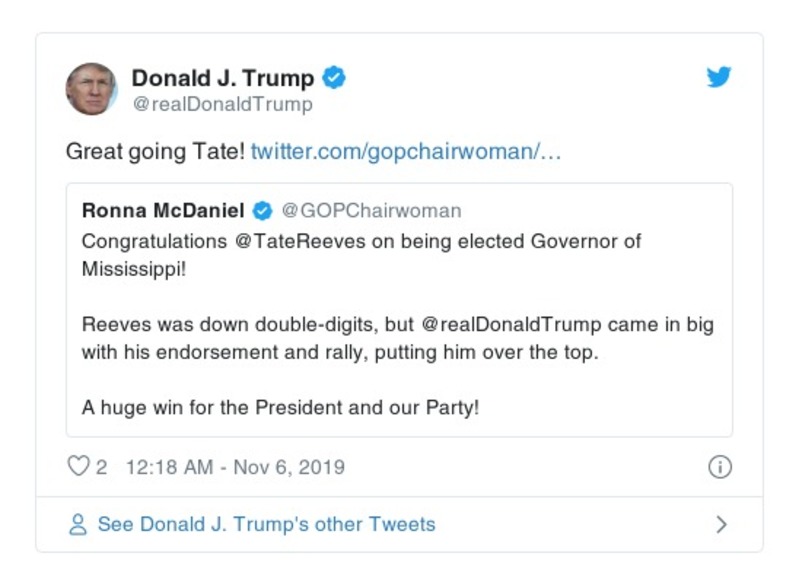 Donald J. Trump
@realDonaldTrump
Great going Tate! twitter.com/gopchairwoman/…
Ronna McDaniel @GOPChairwoman
Congratulations @TateReeves on being elected Governor of
Mississippi!
Reeves was down double-digits, but @realDonaldTrump came in big
with his endorsement and rally, putting him over the top.
A huge win for the President and our Party!
2 12:18 AM - Nov 6, 2019
See Donald J. Trump's other Tweets